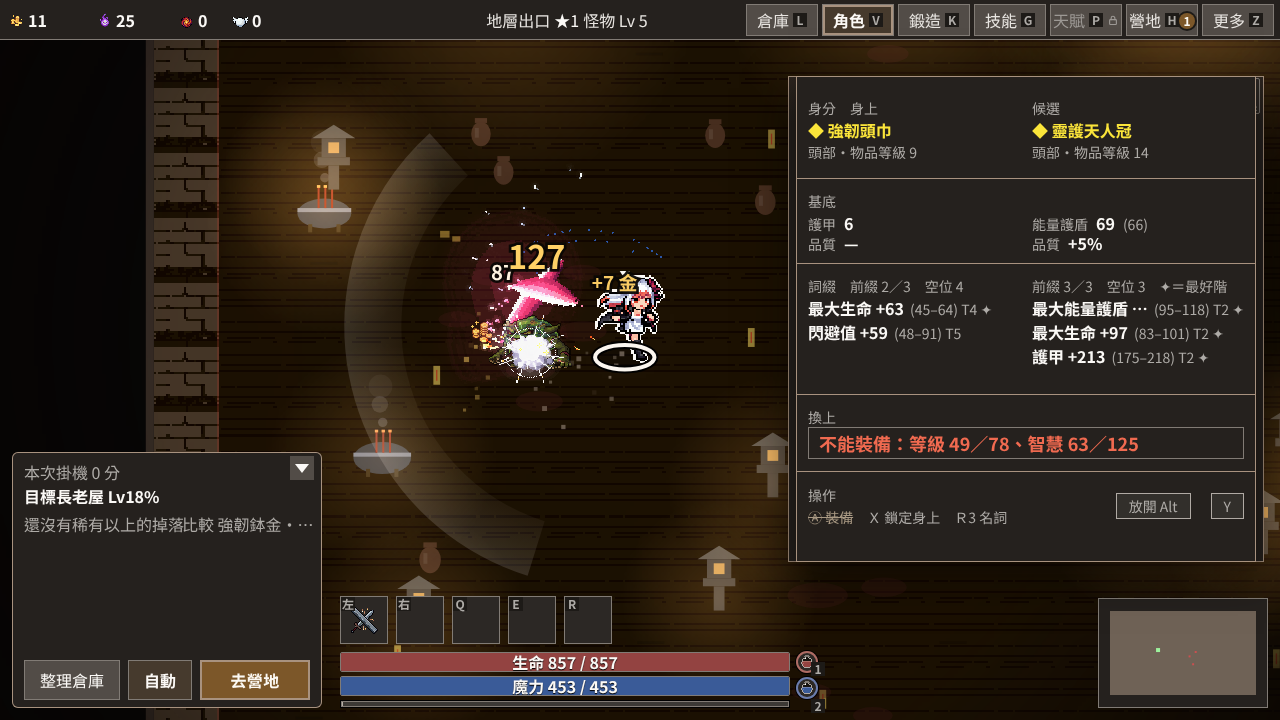 11 25 0 0 地層出口 ★1 怪物 Lv 5 倉庫 L 角色 V 鍛造 K 技能 G 天賦 P 營地 H 1 更多 Z
身分 身上 候選
◆ 強韌頭巾 ◆ 靈護天人冠
頭部・物品等級 9 頭部・物品等級 14
基底
護甲 6 能量護盾 69 (66)
品質 — 品質 +5%
詞綴 前綴 2／3 空位 4 前綴 3／3 空位 3 ✦＝最好階
最大生命 +63 (45–64) T4 ✦ 最大能量護盾 ⋯ (95–118) T2 ✦
閃避值 +59 (48–91) T5 最大生命 +97 (83–101) T2 ✦
護甲 +213 (175–218) T2 ✦
換上
不能裝備：等級 49／78、智慧 63／125
操作
Ⓐ 裝備 X 鎖定身上 R3 名詞 放開 Alt Y
127
87
+7 金
本次掛機 0 分
目標長老屋 Lv18%
還沒有稀有以上的掉落比較 強韌鉢金・⋯
整理倉庫 自動 去營地
左 右 Q E R
生命 857 / 857 1
魔力 453 / 453 2